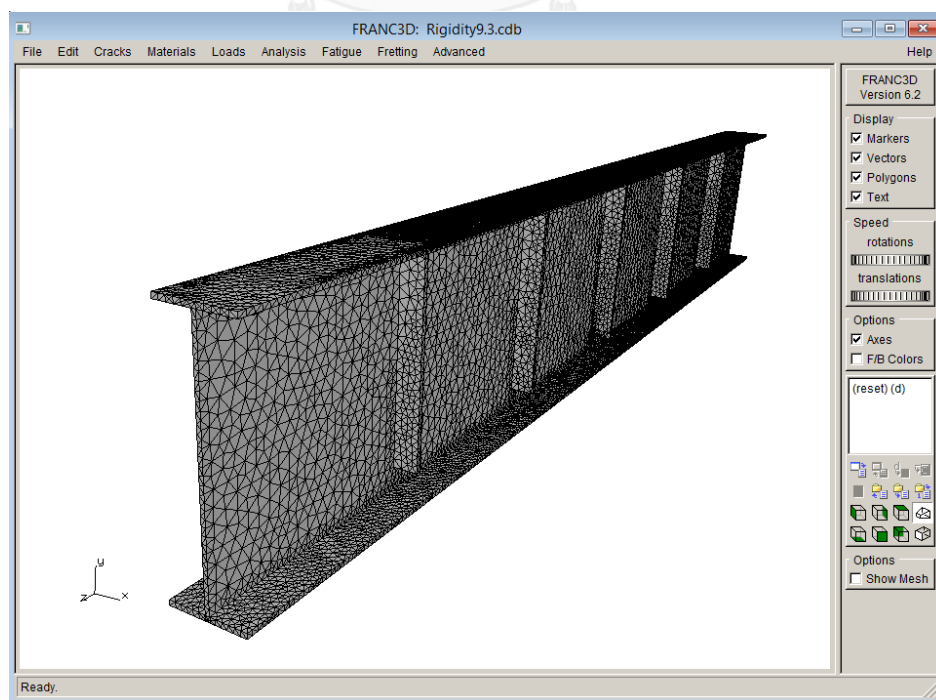 FRANC3D: Rigidity9.3.cdb
File Edit Cracks Materials Loads Analysis Fatigue Fretting Advanced Help
FRANC3D
Version 6.2
Display
Markers
Vectors
Polygons
Text
Speed
rotations
translations
Options
Axes
F/B Colors
(reset) (d)
Options
Show Mesh
y
z x
Ready.